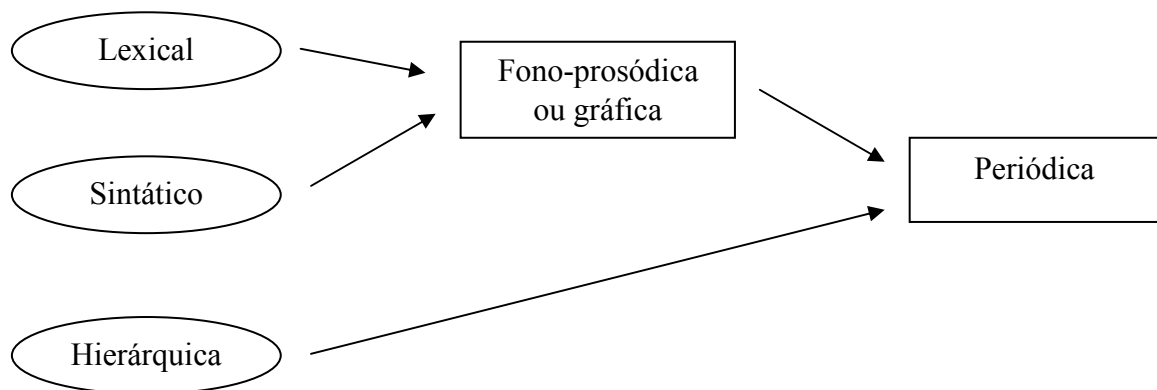 Lexical
Fono-prosódica
ou gráfica
Periódica
Sintático
Hierárquica